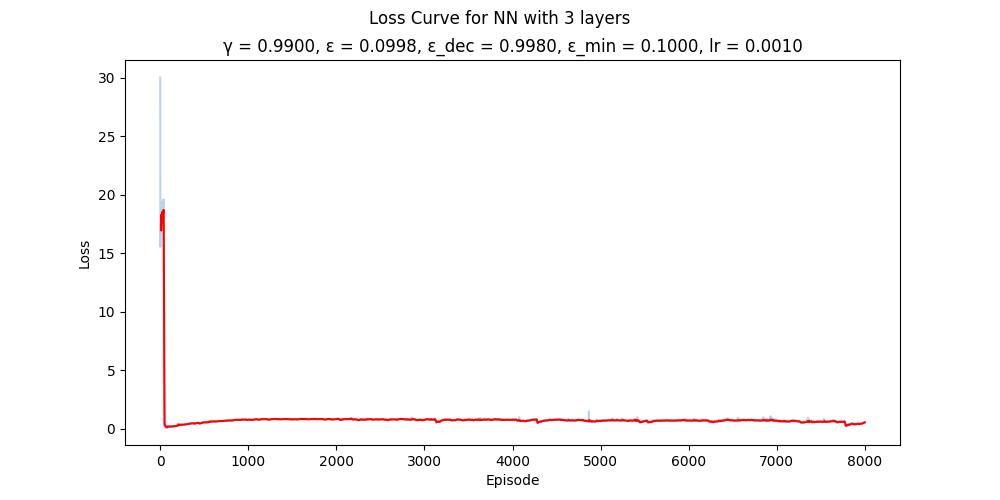 Loss Curve for NN with 3 layers
γ = 0.9900, ε = 0.0998, ε_dec = 0.9980, ε_min = 0.1000, lr = 0.0010
30
25
20
15
10
5
0
Loss
0 1000 2000 3000 4000 5000 6000 7000 8000
Episode